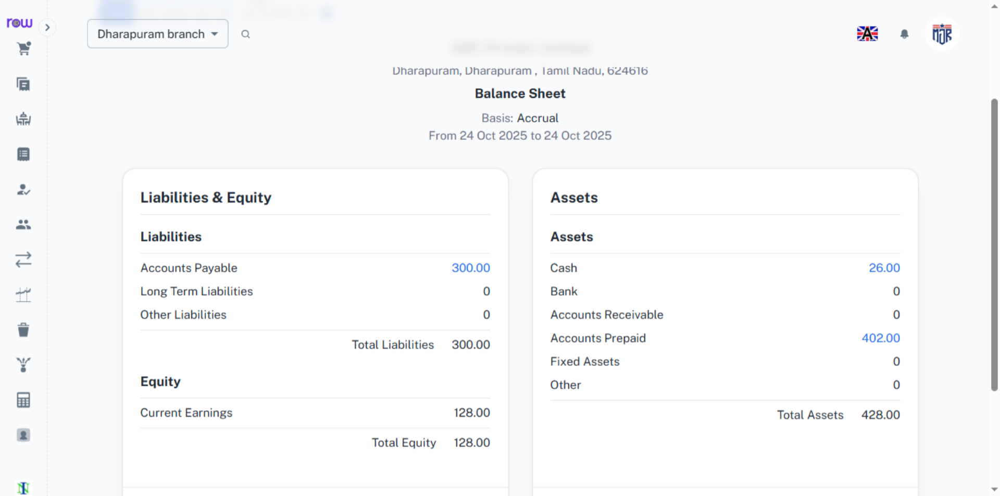 row
Dharapuram branch
A
MJR
Dharapuram, Dharapuram , Tamil Nadu, 624616
Balance Sheet
Basis: Accrual
From 24 Oct 2025 to 24 Oct 2025
Liabilities & Equity
Liabilities
Accounts Payable 300.00
Long Term Liabilities 0
Other Liabilities 0
Total Liabilities 300.00
Equity
Current Earnings 128.00
Total Equity 128.00
Assets
Assets
Cash 26.00
Bank 0
Accounts Receivable 0
Accounts Prepaid 402.00
Fixed Assets 0
Other 0
Total Assets 428.00